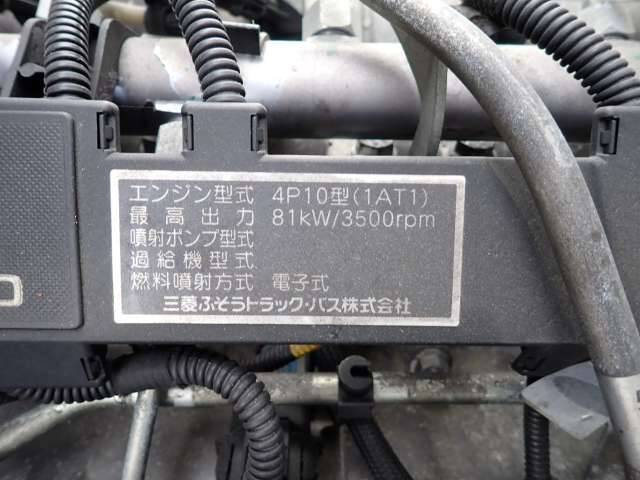 エンジン型式 4P10型(1AT1)
最高出力 81kW/3500rpm
噴射ポンプ型式
過給機型式
燃料噴射方式 電子式
三菱ふそうトラック・バス株式会社